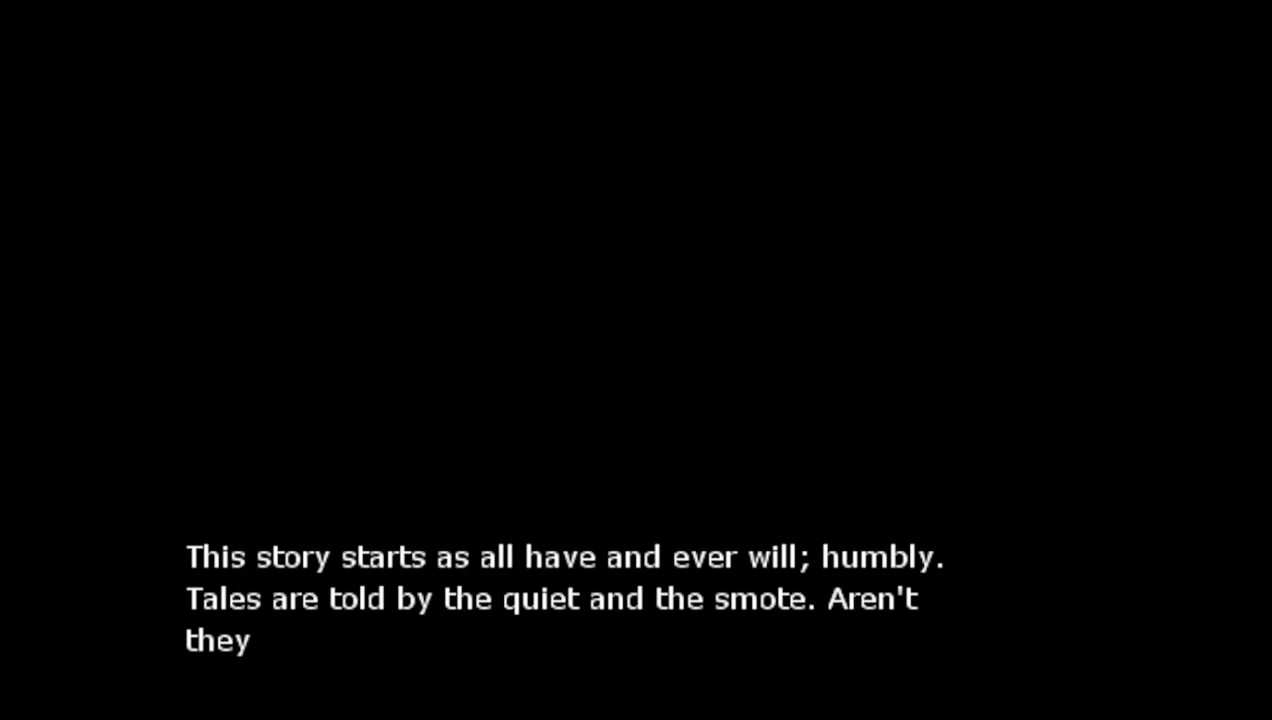 This story starts as all have and ever will; humbly.
Tales are told by the quiet and the smote. Aren't
they